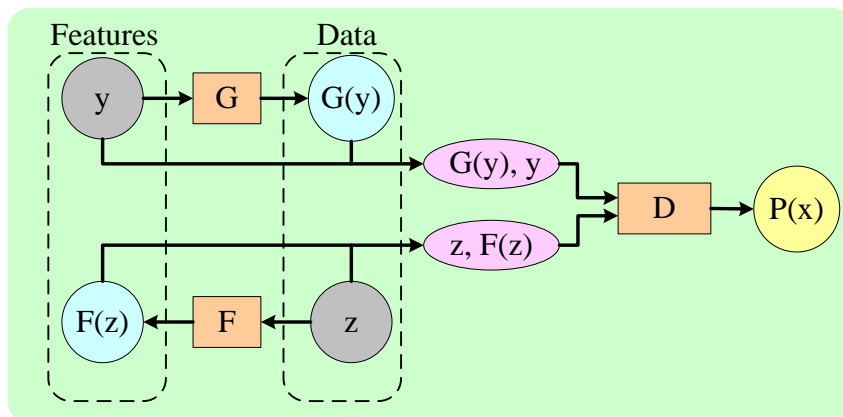 Features Data
y G G(y)
G(y), y
D P(x)
z, F(z)
F(z) F z